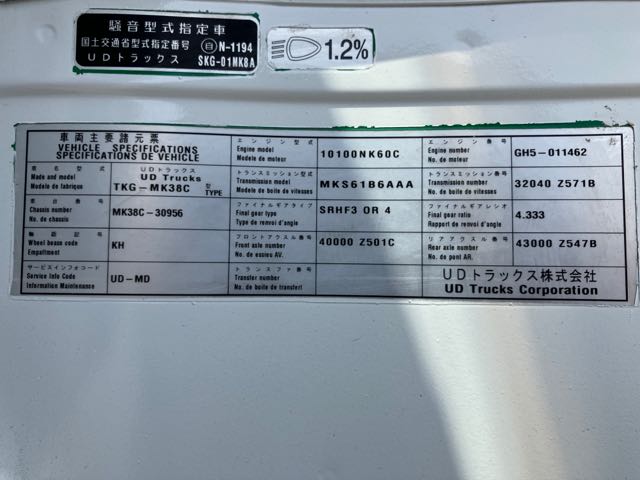 騒音型式指定車
国土交通省型式指定番号 自 N-1194
UDトラックス SKG-01MK8A
1.2%
車両主要諸元票
VEHICLE SPECIFICATIONS
SPECIFICATIONS DE VEHICLE
エンジン型式
Engine model
Modele de moteur
10100NK60C
エンジン番号
Engine number
No. de moteur
GH5-011462
車名型式
Made and model
Modele de fabrique
UDトラックス
UD Trucks
TKG-MK38C 型 TYPE
トランスミッション型式
Transmission model
Modele de boite de vitesses
MKS61B6AAA
トランスミッション番号
Transmission number
No. de boite de vitesses
32040 Z571B
車台番号
Chassis number
No. de chassis
MK38C-30956
ファイナルギアタイプ
Final gear type
Type de renvoi d'angle
SRHF3 OR 4
ファイナルギアレシオ
Final gear ratio
Rapport de renvoi d'angle
4.333
軸距記号
Wheel base code
Empattement
KH
フロントアクスル番号
Front axle number
No. de essieu AV.
40000 Z501C
リアアクスル番号
Rear axle number
No. de pont AR.
43000 Z547B
サービスインフォコード
Service Info Code
Information Maintenance
UD-MD
トランスファ番号
Transfer number
No. de boite de transfert
UDトラックス株式会社
UD Trucks Corporation